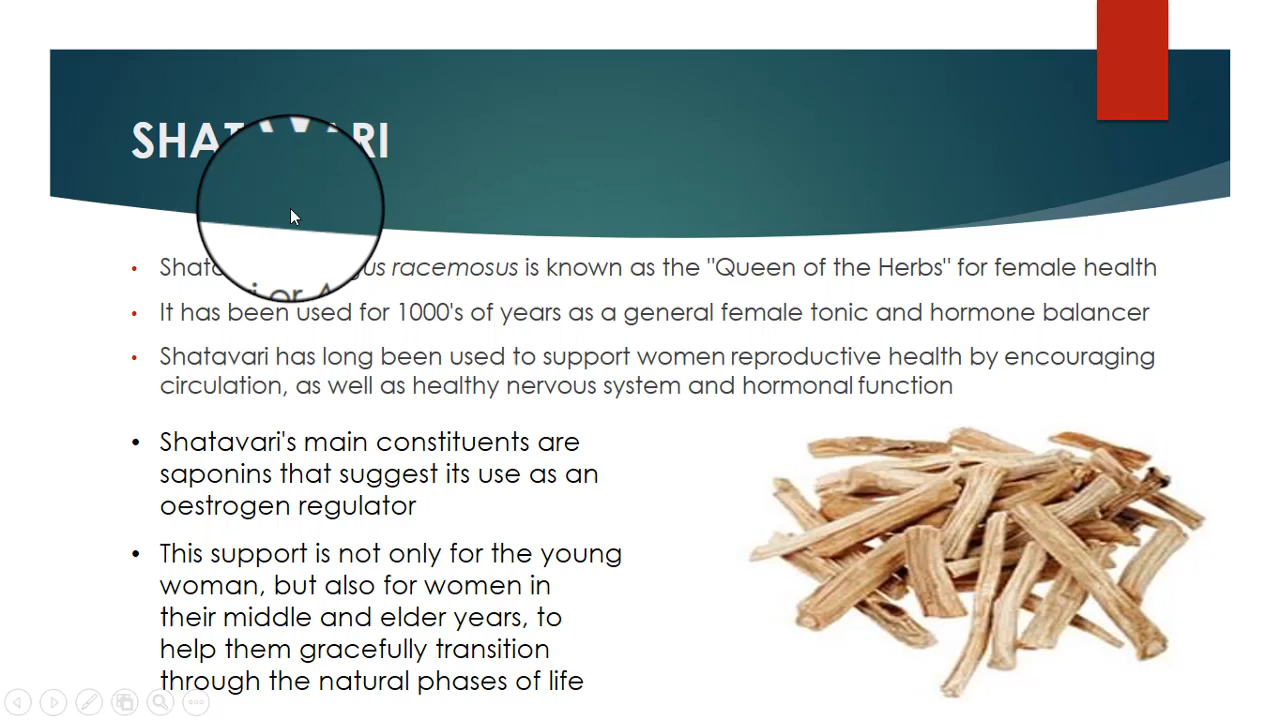 SHATAVARI
Shatavari or Asparagus racemosus is known as the "Queen of the Herbs" for female health
It has been used for 1000's of years as a general female tonic and hormone balancer
Shatavari has long been used to support women reproductive health by encouraging
circulation, as well as healthy nervous system and hormonal function
Shatavari's main constituents are
saponins that suggest its use as an
oestrogen regulator
This support is not only for the young
woman, but also for women in
their middle and elder years, to
help them gracefully transition
through the natural phases of life